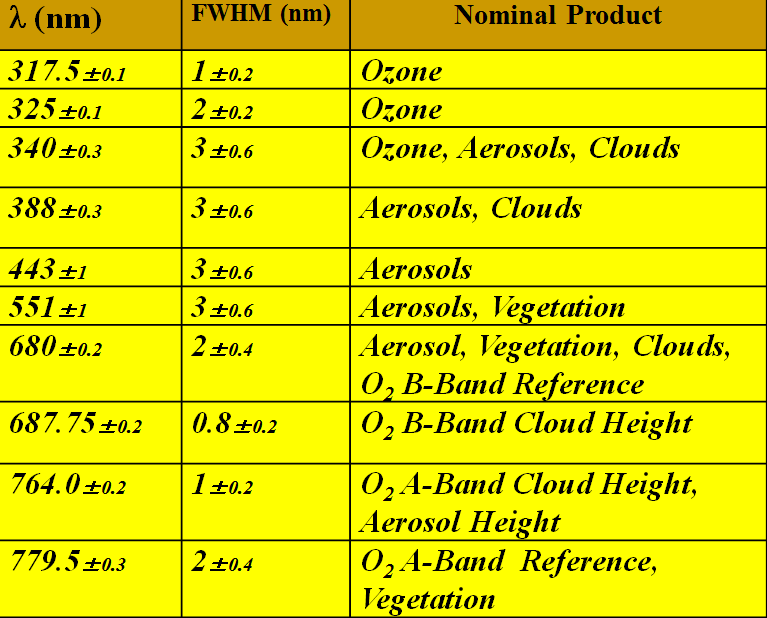 λ (nm) FWHM (nm) Nominal Product
317.5 ±0.1 1 ±0.2 Ozone
325 ±0.1 2 ±0.2 Ozone
340 ±0.3 3 ±0.6 Ozone, Aerosols, Clouds
388 ±0.3 3 ±0.6 Aerosols, Clouds
443 ±1 3 ±0.6 Aerosols
551 ±1 3 ±0.6 Aerosols, Vegetation
680 ±0.2 2 ±0.4 Aerosol, Vegetation, Clouds,
O₂ B-Band Reference
687.75 ±0.2 0.8 ±0.2 O₂ B-Band Cloud Height
764.0 ±0.2 1 ±0.2 O₂ A-Band Cloud Height,
Aerosol Height
779.5 ±0.3 2 ±0.4 O₂ A-Band Reference,
Vegetation